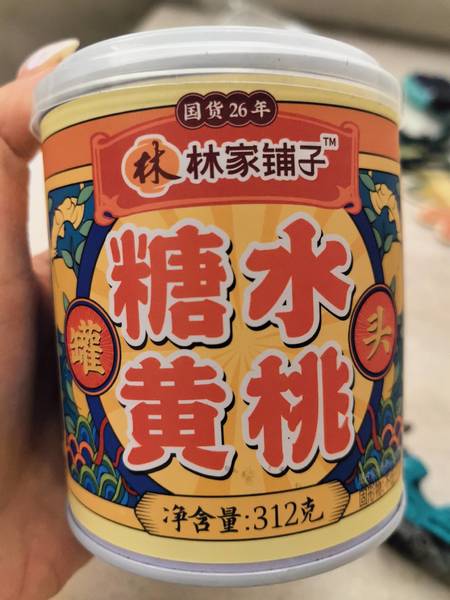 国货26年
林 林家铺子™
糖水
黄桃
罐 头
净含量:312克